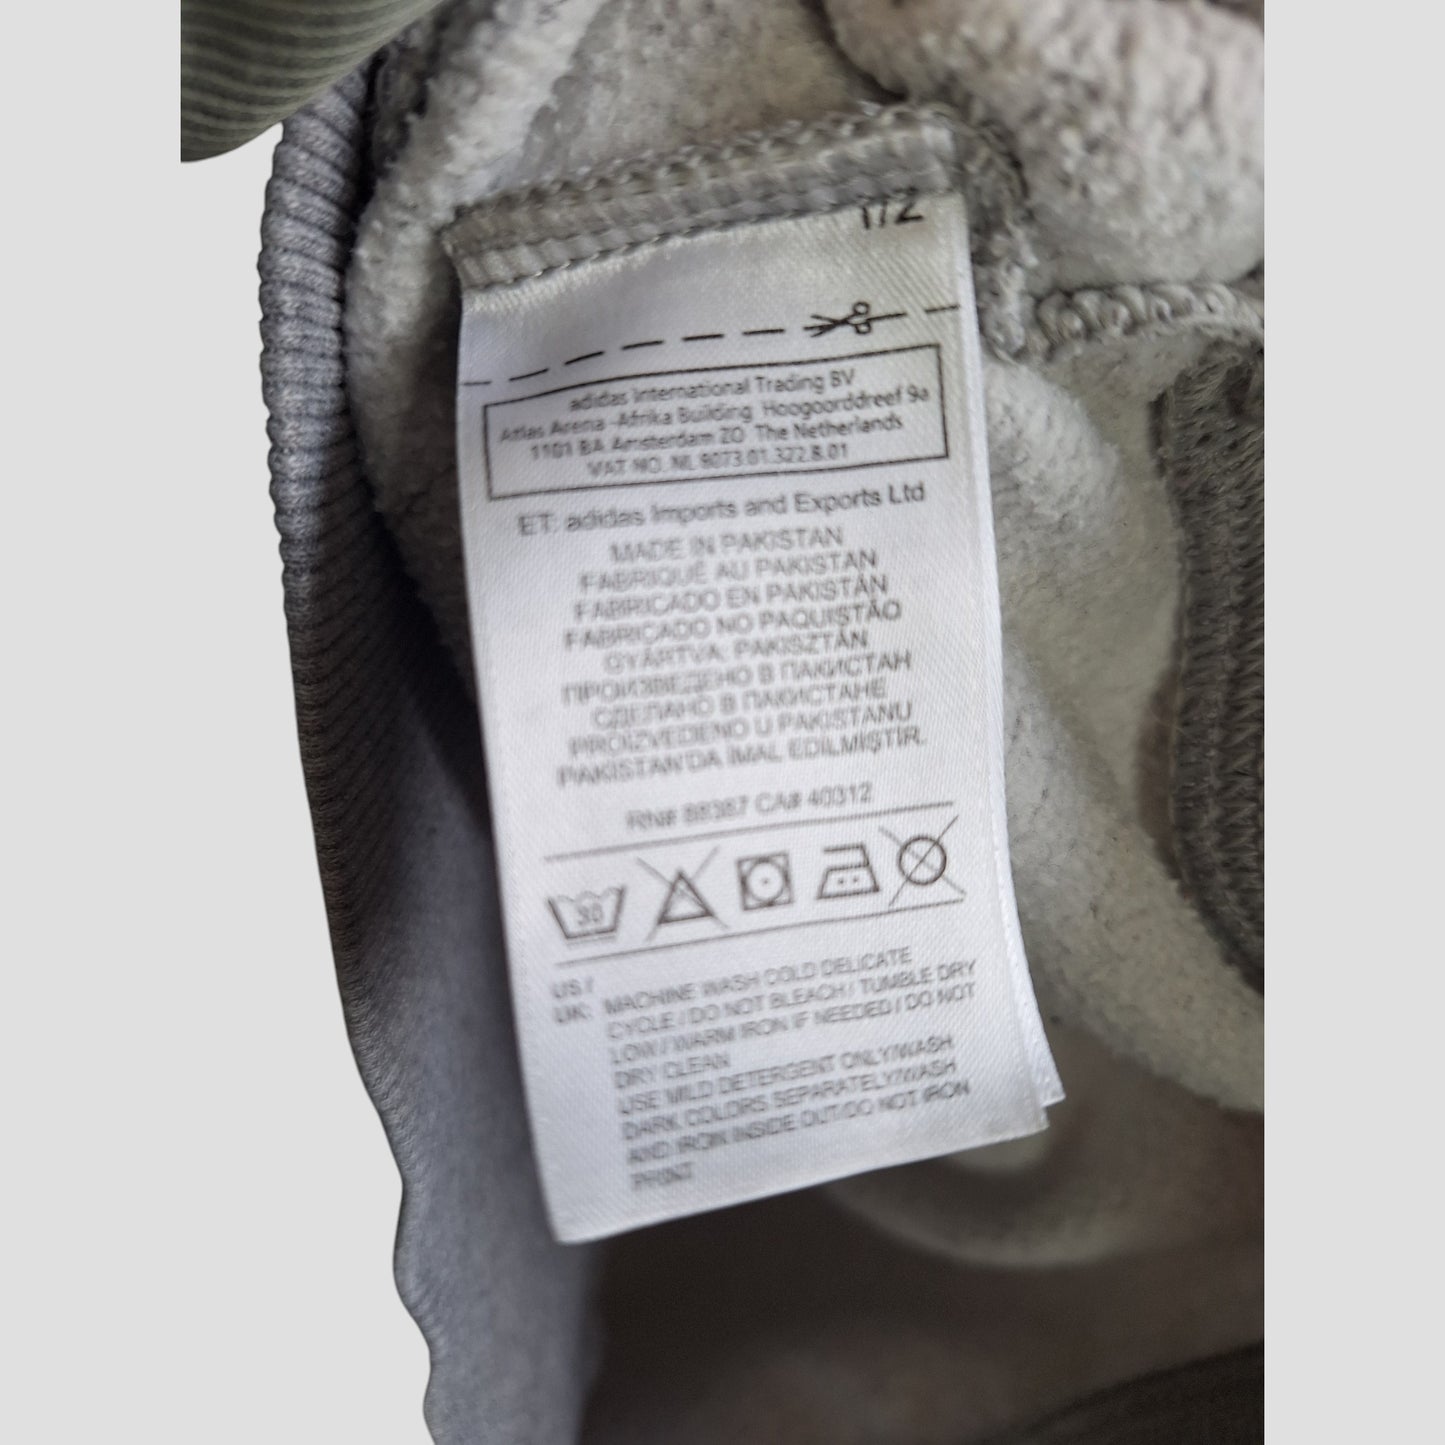 1/2
adidas International Trading BV
Atlas Arena -Afrika Building Hoogoorddreef 9a
1101 BA Amsterdam ZO The Netherlands
VAT NO. NL 9073.01.322.B.01
ET: adidas Imports and Exports Ltd
MADE IN PAKISTAN
FABRIQUÉ AU PAKISTAN
FABRICADO EN PAKISTÁN
FABRICADO NO PAQUISTÃO
GYÁRTVA: PAKISZTÁN
ПРОИЗВЕДЕНО В ПАКИСТАН
СДЕЛАНО В ПАКИСТАНЕ
PROIZVEDENO U PAKISTANU
PAKİSTAN'DA İMAL EDİLMİŞTİR.
RN# 88387 CA# 40312
30
US / UK: MACHINE WASH COLD DELICATE
CYCLE / DO NOT BLEACH / TUMBLE DRY
LOW / WARM IRON IF NEEDED / DO NOT
DRY CLEAN
USE MILD DETERGENT ONLY/WASH
DARK COLORS SEPARATELY/WASH
AND IRON INSIDE OUT/DO NOT IRON
PRINT